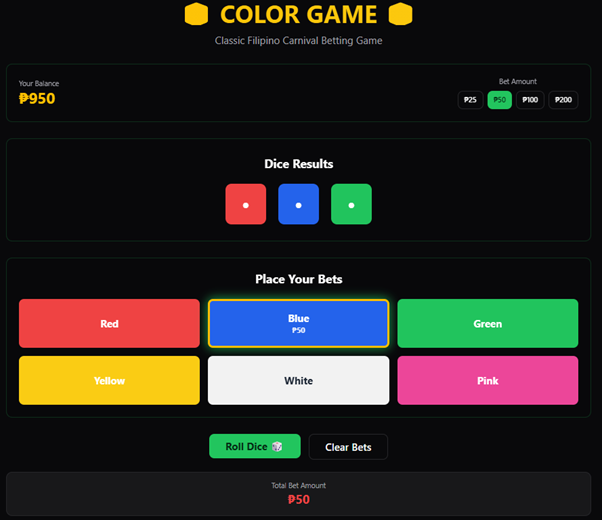 COLOR GAME
Classic Filipino Carnival Betting Game
Your Balance
₱950
Bet Amount
₱25 ₱50 ₱100 ₱200
Dice Results
Place Your Bets
Red
Blue
₱50
Green
Yellow
White
Pink
Roll Dice 🎲
Clear Bets
Total Bet Amount
₱50